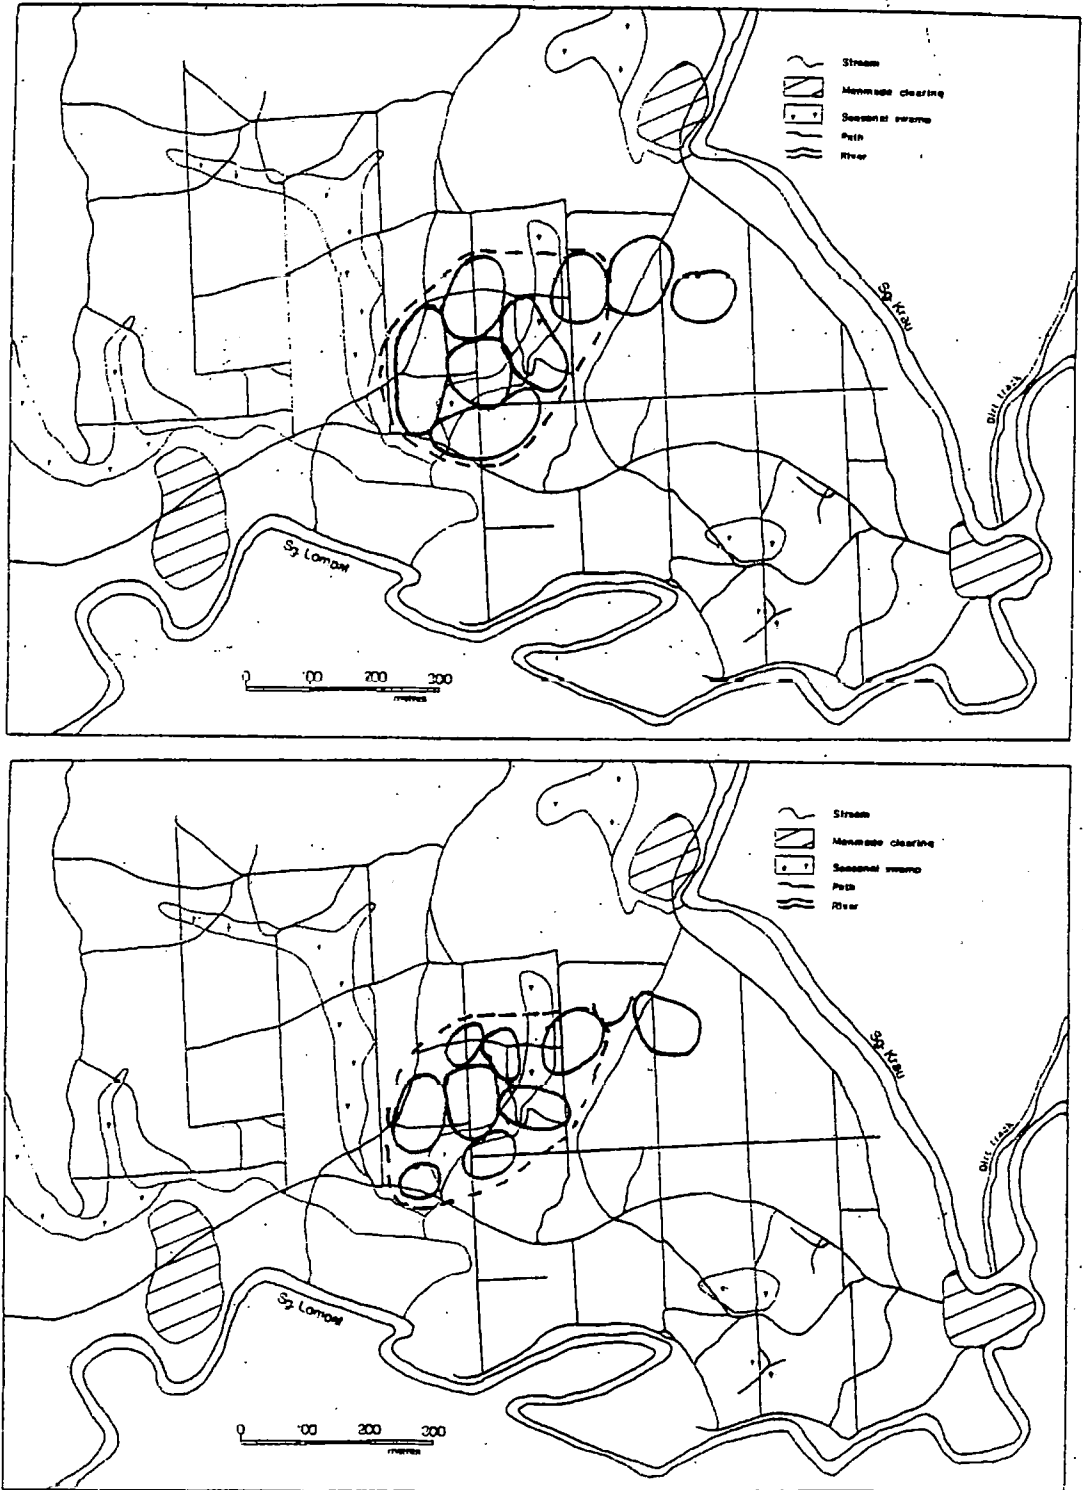 Stream
Manmade clearing
Seasonal swamp
Path
River
Sg. Krau
Dirt track
Sg. Lompat
0 100 200 300
metres
Stream
Manmade clearing
Seasonal swamp
Path
River
Sg. Krau
Dirt track
Sg. Lompat
0 100 200 300
metres